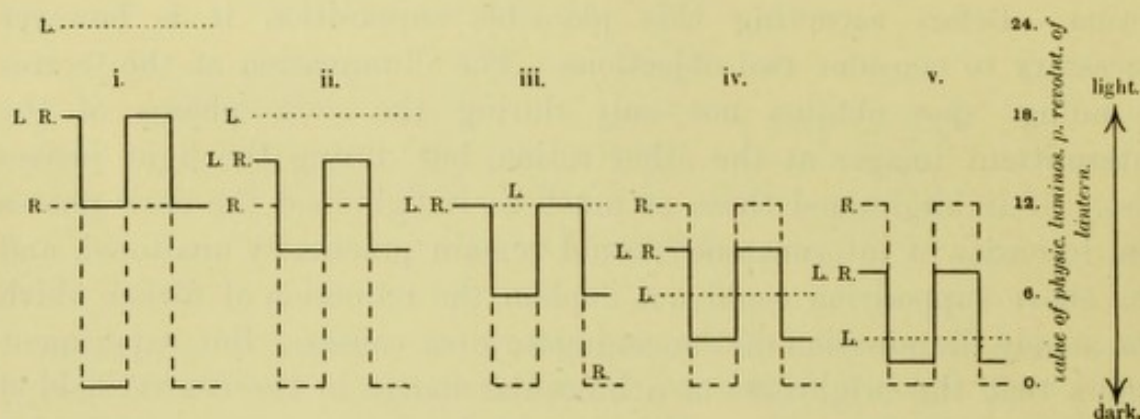 L. 24.
i. ii. iii. iv. v.
light.
L R. L. 18.
L. R.
L.
R. R. L. R. R. R. 12.
L. R.
L. R.
L. 6.
L.
R.
0.
dark.
value of physic. luminos. p. revolut. of
lantern.